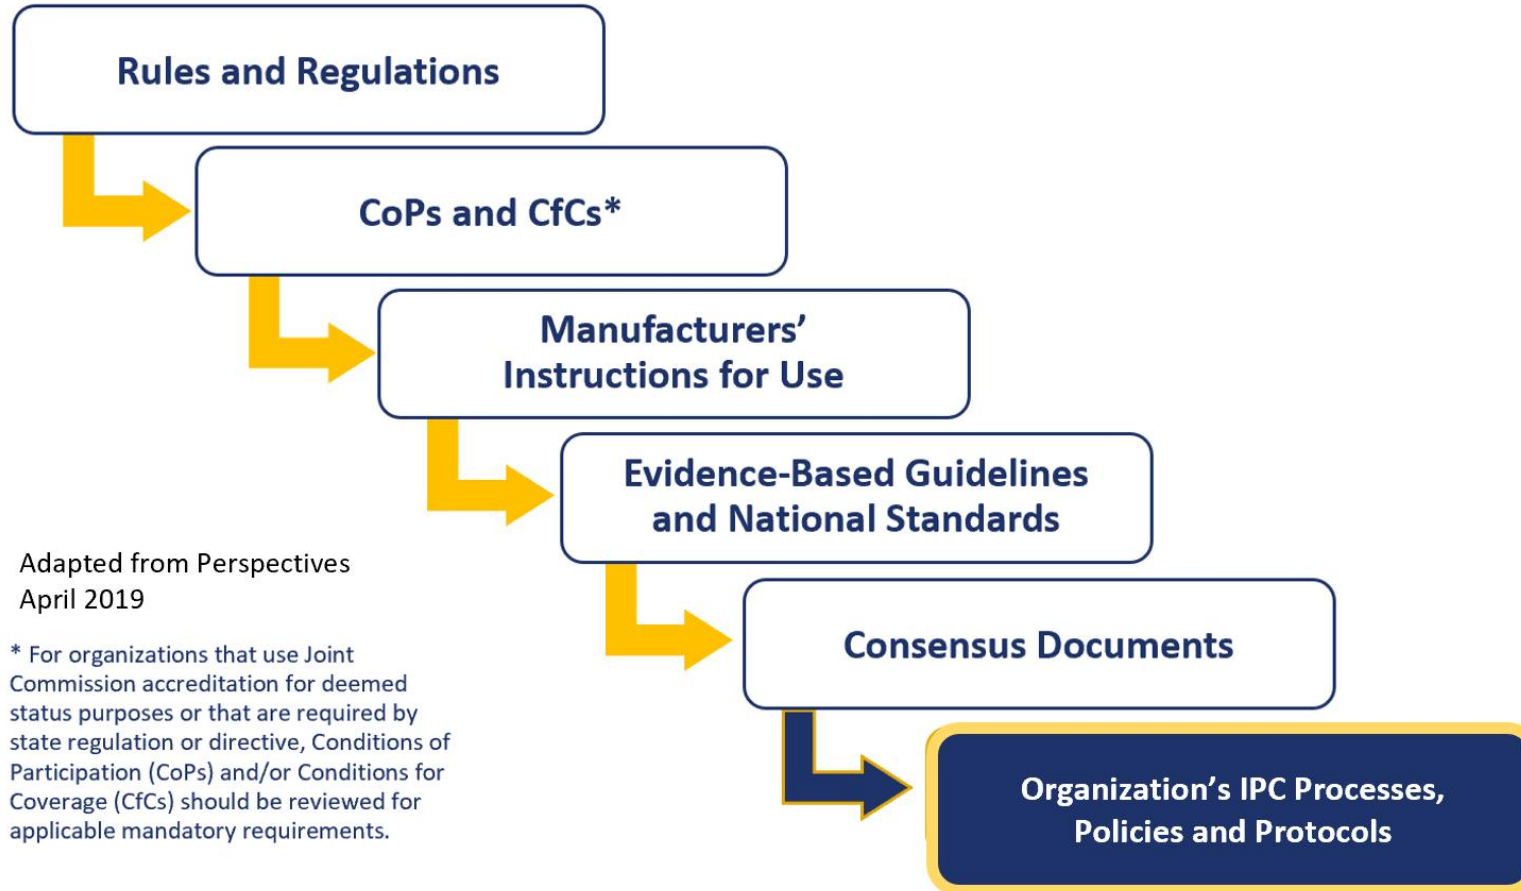 Rules and Regulations
CoPs and CfCs*
Manufacturers’
Instructions for Use
Evidence-Based Guidelines
and National Standards
Consensus Documents
Organization’s IPC Processes,
Policies and Protocols
Adapted from Perspectives
April 2019
* For organizations that use Joint
Commission accreditation for deemed
status purposes or that are required by
state regulation or directive, Conditions of
Participation (CoPs) and/or Conditions for
Coverage (CfCs) should be reviewed for
applicable mandatory requirements.